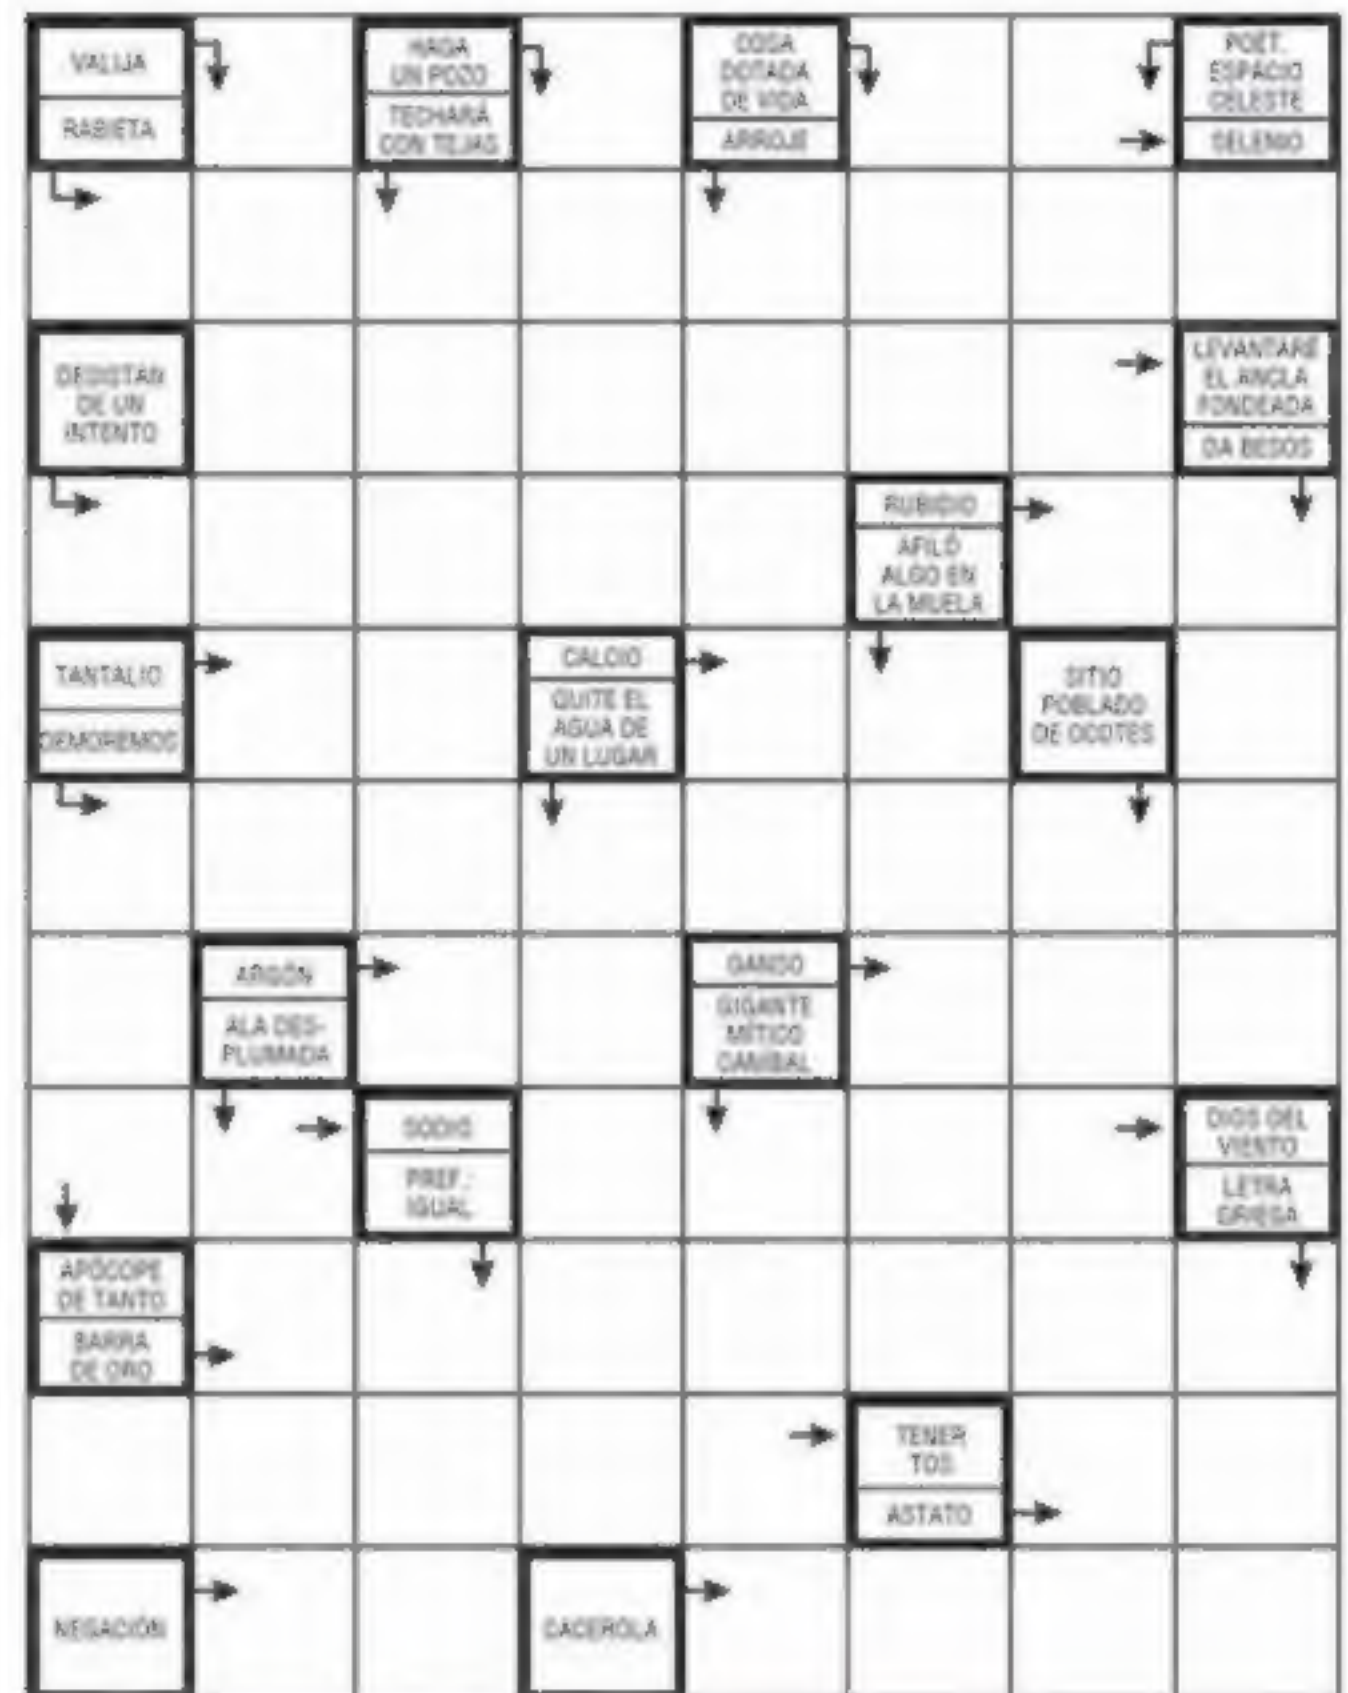 VALIJA
RABIETA
HAGA
UN POZO
TECHARÁ
CON TEJAS
COSA
DOTADA
DE VIDA
ARROJE
POET.
ESPACIO
CELESTE
SELENIO
DESISTAN
DE UN
INTENTO
LEVANTARÉ
EL ANCLA
FONDEADA
DA BESOS
RUBIDIO
AFILÓ
ALGO EN
LA MUELA
TANTALIO
DEMOREMOS
CALCIO
QUITE EL
AGUA DE
UN LUGAR
SITIO
POBLADO
DE OCOTES
ARGÓN
ALA DES-
PLUMADA
GANSO
GIGANTE
MÍTICO
CANÍBAL
SODIO
PREF.:
IGUAL
DIOS DEL
VIENTO
LETRA
GRIEGA
APÓCOPE
DE TANTO
BARRA
DE ORO
TENER
TOS
ASTATO
NEGACIÓN
CACEROLA